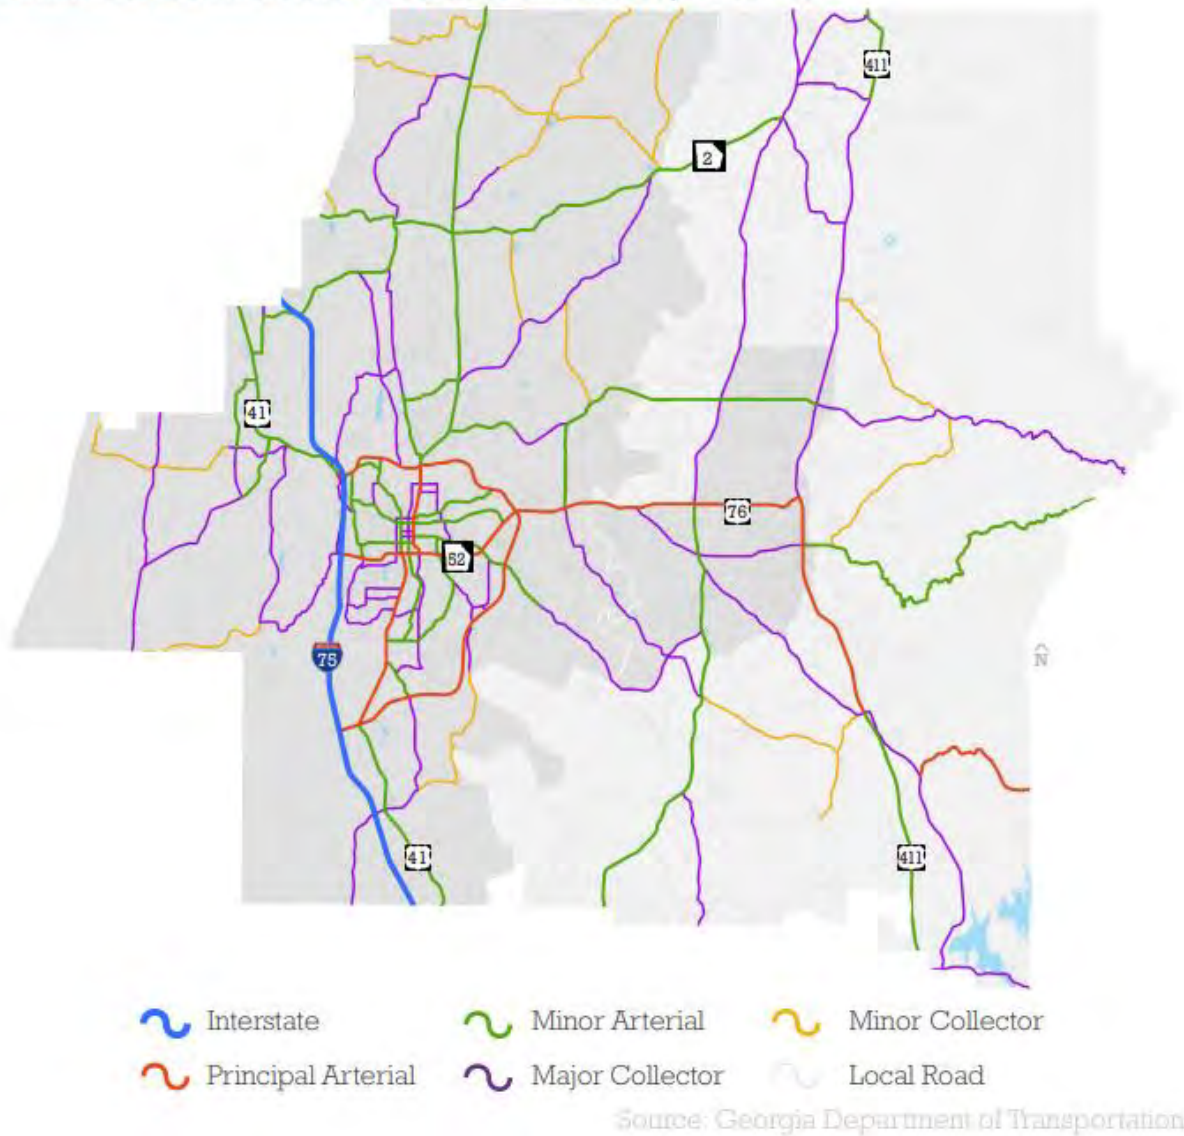 411
2
41
76
52
75
N
41
411
Interstate
Minor Arterial
Minor Collector
Principal Arterial
Major Collector
Local Road
Source: Georgia Department of Transportation